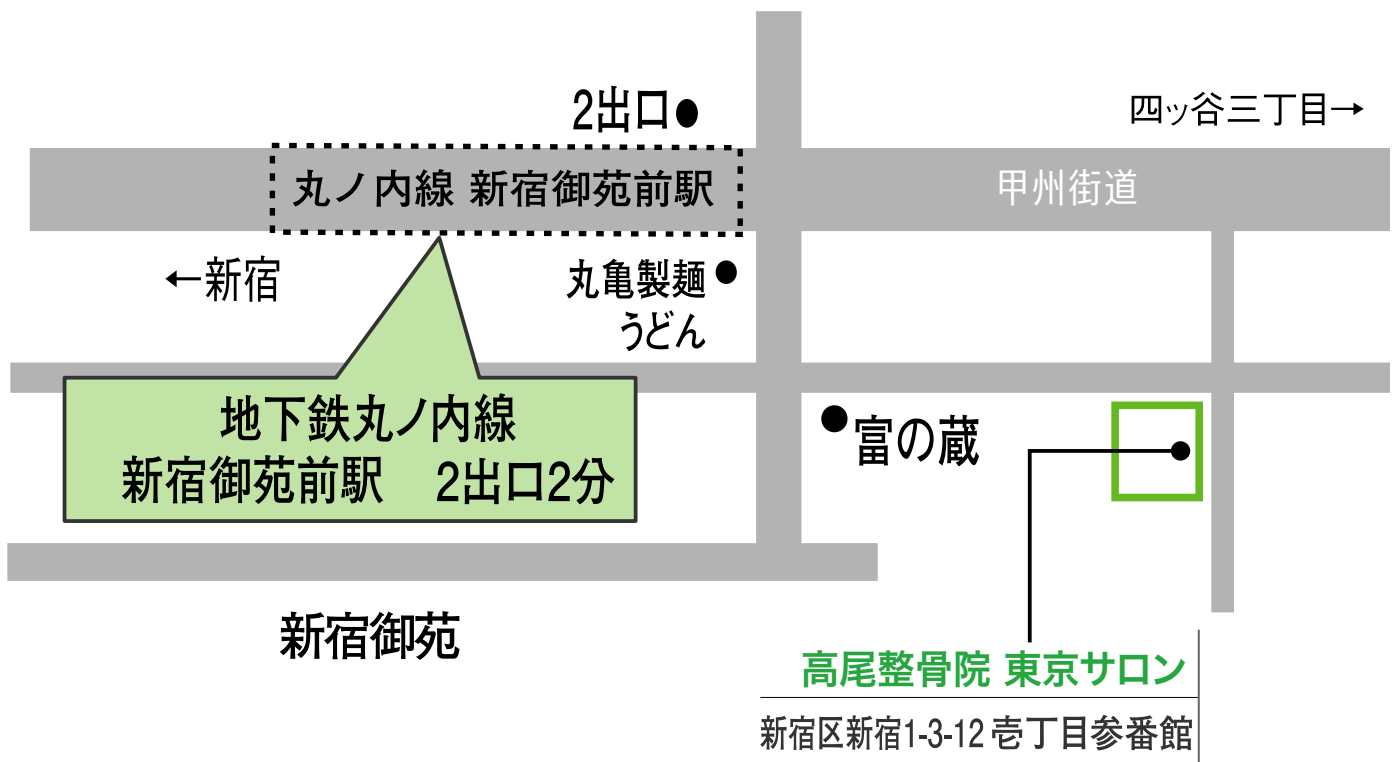 2出口
四ッ谷三丁目→
丸ノ内線 新宿御苑前駅
甲州街道
←新宿
丸亀製麺
うどん
地下鉄丸ノ内線
新宿御苑前駅　2出口2分
富の蔵
新宿御苑
高尾整骨院 東京サロン
新宿区新宿1-3-12 壱丁目参番館